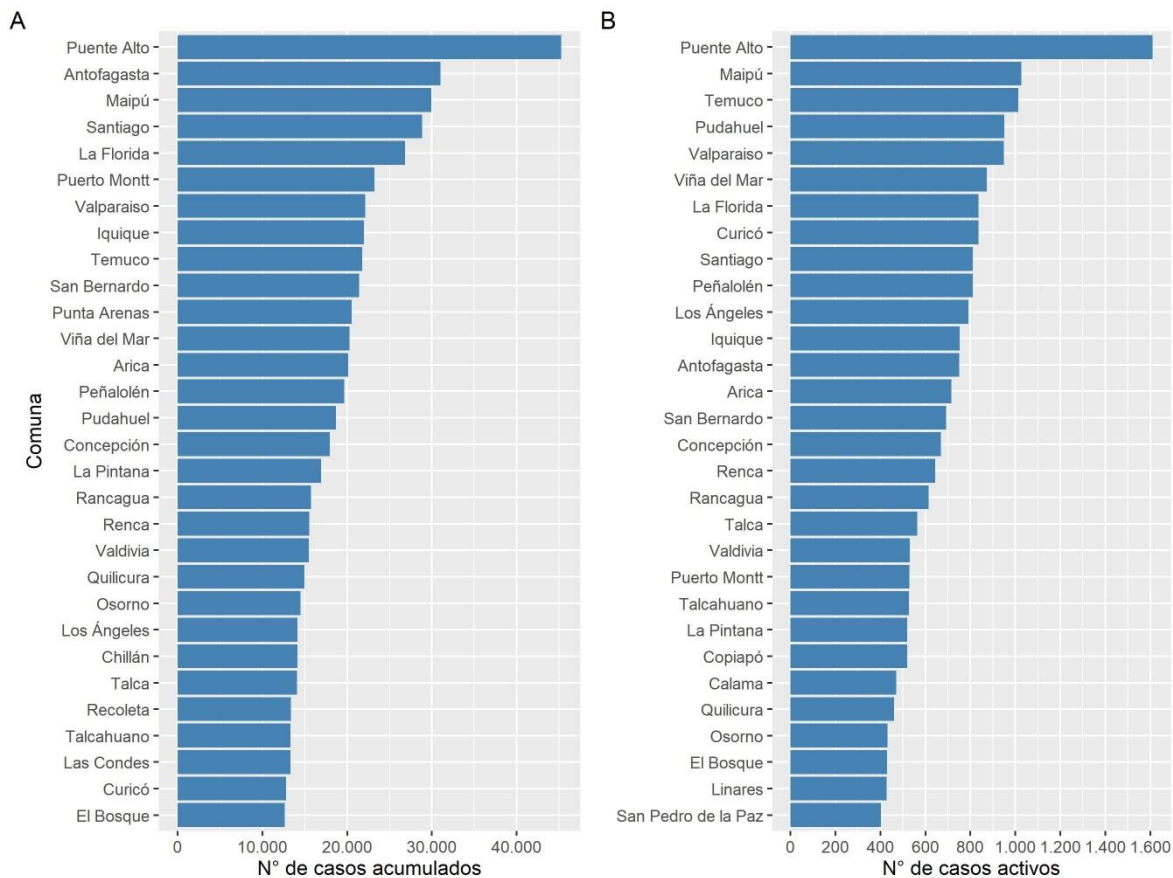 A
Puente Alto
Antofagasta
Maipú
Santiago
La Florida
Puerto Montt
Valparaiso
Iquique
Temuco
San Bernardo
Punta Arenas
Viña del Mar
Arica
Peñalolén
Pudahuel
Concepción
La Pintana
Rancagua
Renca
Valdivia
Quilicura
Osorno
Los Ángeles
Chillán
Talca
Recoleta
Talcahuano
Las Condes
Curicó
El Bosque
Comuna
0 10.000 20.000 30.000 40.000
N° de casos acumulados
B
Puente Alto
Maipú
Temuco
Pudahuel
Valparaiso
Viña del Mar
La Florida
Curicó
Santiago
Peñalolén
Los Ángeles
Iquique
Antofagasta
Arica
San Bernardo
Concepción
Renca
Rancagua
Talca
Valdivia
Puerto Montt
Talcahuano
La Pintana
Copiapó
Calama
Quilicura
Osorno
El Bosque
Linares
San Pedro de la Paz
0 200 400 600 800 1.000 1.200 1.400 1.600
N° de casos activos